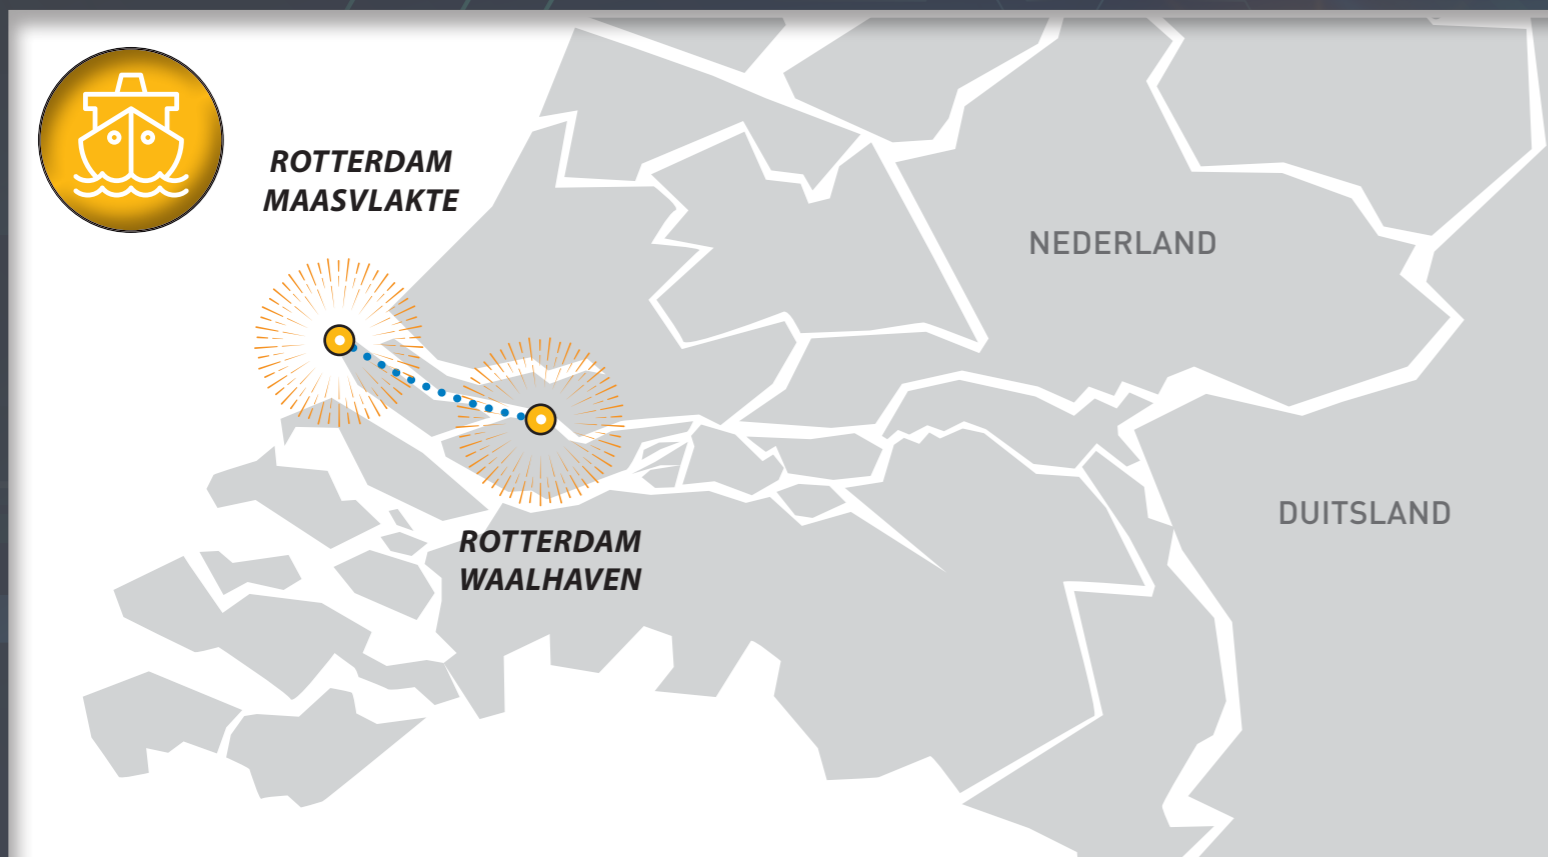 ROTTERDAM
MAASVLAKTE
NEDERLAND
DUITSLAND
ROTTERDAM
WAALHAVEN